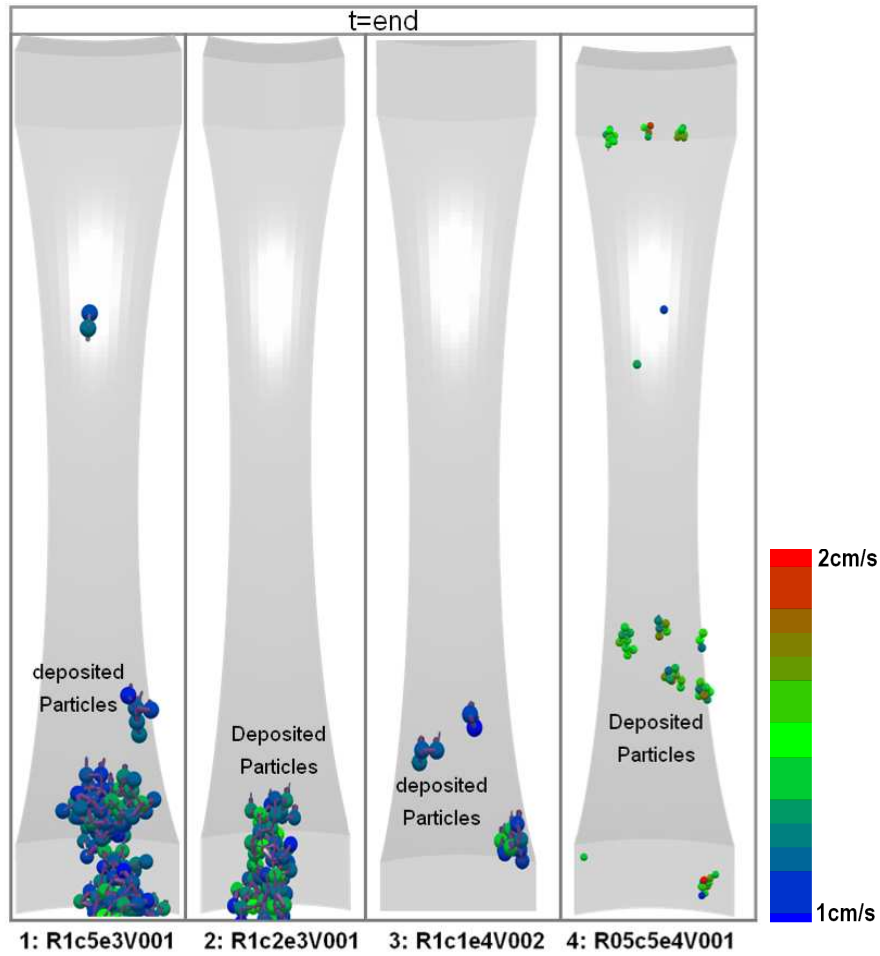 t=end
deposited
Particles
Deposited
Particles
deposited
Particles
Deposited
Particles
2cm/s
1cm/s
1: R1c5e3V001
2: R1c2e3V001
3: R1c1e4V002
4: R05c5e4V001